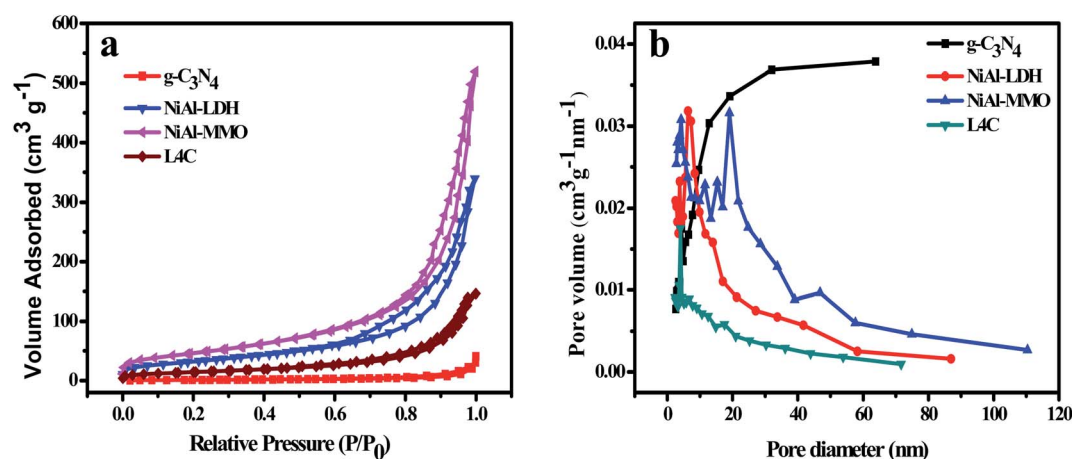 a
g-C₃N₄
NiAl-LDH
NiAl-MMO
L4C
Volume Adsorbed (cm³ g⁻¹)
600
500
400
300
200
100
0
0.0 0.2 0.4 0.6 0.8 1.0
Relative Pressure (P/P₀)
b
g-C₃N₄
NiAl-LDH
NiAl-MMO
L4C
Pore volume (cm³g⁻¹nm⁻¹)
0.04
0.03
0.02
0.01
0.00
0 20 40 60 80 100 120
Pore diameter (nm)